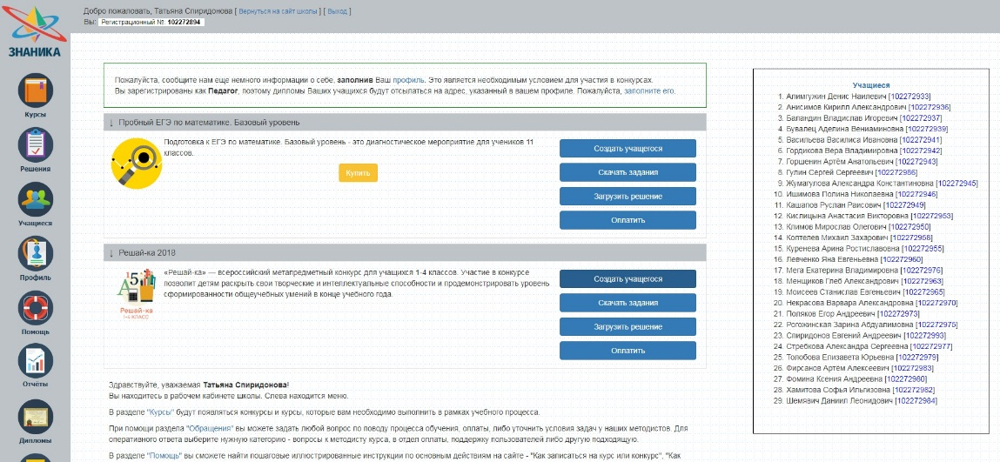 Добро пожаловать, Татьяна Спиридонова [ Вернуться на сайт школы ] [ Выход ]
Вы: Регистрационный №: 102272894
ЗНАНИКА
Курсы
Решения
Учащиеся
Профиль
Помощь
Отчёты
Дипломы
Пожалуйста, сообщите нам еще немного информации о себе, заполнив Ваш профиль. Это является необходимым условием для участия в конкурсах.
Вы зарегистрированы как Педагог, поэтому дипломы Ваших учащихся будут отсылаться на адрес, указанный в вашем профиле. Пожалуйста, заполните его.
↓ Пробный ЕГЭ по математике. Базовый уровень
Подготовка к ЕГЭ по математике. Базовый уровень - это диагностическое мероприятие для учеников 11
классов.
Купить
Создать учащегося
Скачать задания
Загрузить решение
Оплатить
↓ Решай-ка 2018
А5
Решай-ка
1-4 КЛАСС
«Решай-ка» — всероссийский метапредметный конкурс для учащихся 1-4 классов. Участие в конкурсе
позволит детям раскрыть свои творческие и интеллектуальные способности и продемонстрировать уровень
сформированности общеучебных умений в конце учебного года.
Создать учащегося
Скачать задания
Загрузить решение
Оплатить
Здравствуйте, уважаемая Татьяна Спиридонова!
Вы находитесь в рабочем кабинете школы. Слева находится меню.
В разделе "Курсы" будут появляться конкурсы и курсы, которые вам необходимо выполнить в рамках учебного процесса.
При помощи раздела "Обращения" вы можете задать любой вопрос по поводу процесса обучения, оплаты, либо уточнить условия задач у наших методистов. Для
оперативного ответа выберите нужную категорию - вопросы к методисту курса, в отдел оплаты, поддержку пользователей либо другую подходящую.
В разделе "Помощь" вы сможете найти пошаговые иллюстрированные инструкции по основным действиям на сайте - "Как записаться на курс или конкурс", "Как
Учащиеся
1. Алимгужин Денис Наилевич [102272933]
2. Анисимов Кирилл Александрович [102272936]
3. Баландин Владислав Игоревич [102272937]
4. Бувалец Аделина Вениаминовна [102272939]
5. Васильева Василиса Ивановна [102272941]
6. Гордикова Вера Владимировна [102272942]
7. Горшенин Артём Анатольевич [102272943]
8. Гулин Сергей Сергеевич [102272986]
9. Жумагулова Александра Константиновна [102272945]
10. Ишимова Полина Николаевна [102272946]
11. Кашапов Руслан Раисович [102272949]
12. Кислицына Анастасия Викторовна [102272953]
13. Климов Мирослав Олегович [102272950]
14. Коптелев Михаил Захарович [102272958]
15. Куренева Арина Ростиславовна [102272955]
16. Левченко Яна Евгеньевна [102272960]
17. Мега Екатерина Владимировна [102272976]
18. Менщиков Глеб Александрович [102272963]
19. Моисеев Станислав Евгеньевич [102272965]
20. Некрасова Варвара Александровна [102272970]
21. Поляков Егор Андреевич [102272973]
22. Рогожинская Зарина Абдуалимовна [102272975]
23. Спиридонов Евгений Андреевич [102272993]
24. Стребкова Александра Сергеевна [102272977]
25. Толобова Елизавета Юрьевна [102272979]
26. Фирсанов Артём Алексеевич [102272983]
27. Фомина Ксения Андреевна [102272980]
28. Хамитова Софья Ильгизовна [102272982]
29. Шемявич Даниил Леонидович [102272984]